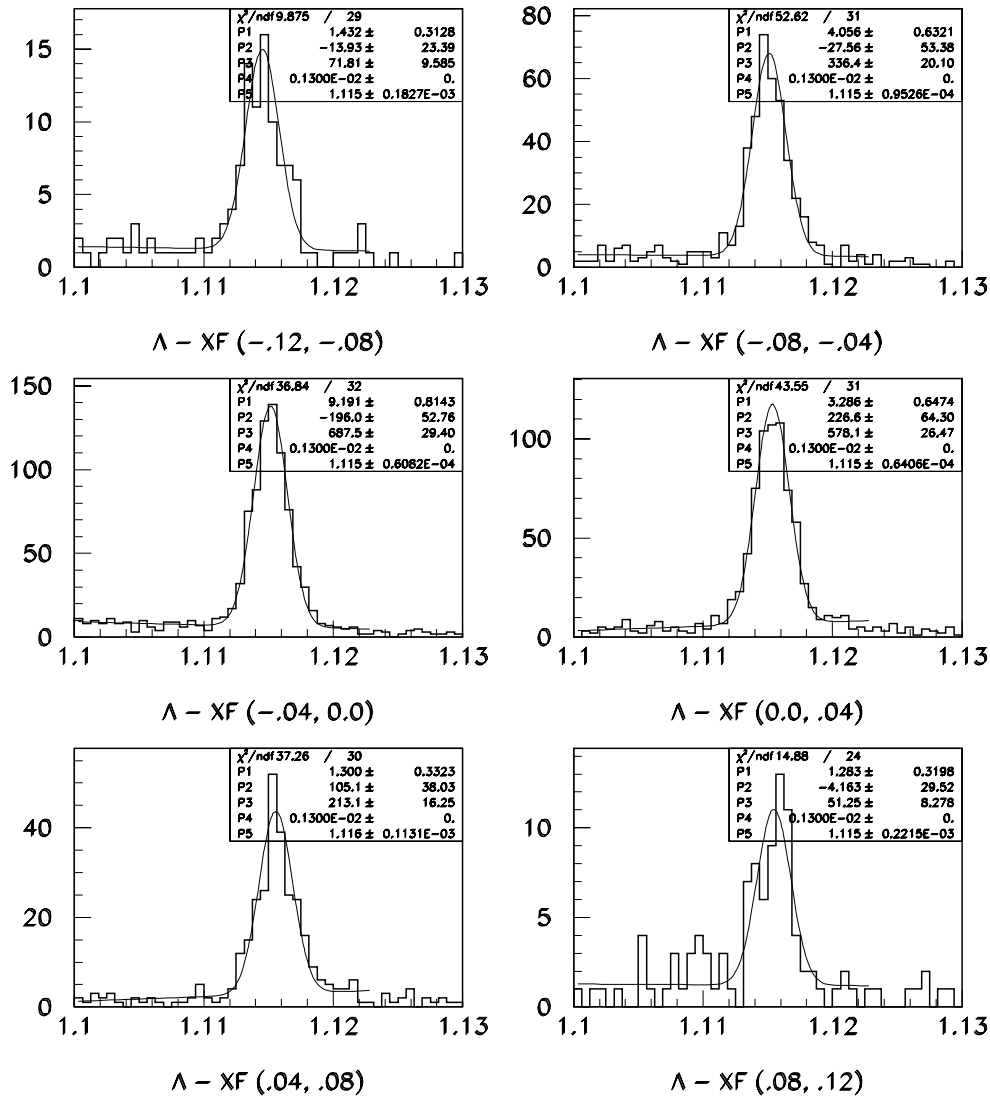 χ²/ndf 9.875 / 29
P1 1.432 ± 0.3128
P2 −13.93 ± 23.39
P3 71.81 ± 9.585
P4 0.1300E−02 ± 0.
P5 1.115 ± 0.1827E−03
15
10
5
0
1.1 1.11 1.12 1.13
Λ − XF (−.12, −.08)
χ²/ndf 52.62 / 31
P1 4.056 ± 0.6321
P2 −27.56 ± 53.38
P3 336.4 ± 20.10
P4 0.1300E−02 ± 0.
P5 1.115 ± 0.9526E−04
80
60
40
20
0
1.1 1.11 1.12 1.13
Λ − XF (−.08, −.04)
χ²/ndf 36.84 / 32
P1 9.191 ± 0.8143
P2 −196.0 ± 52.76
P3 687.5 ± 29.40
P4 0.1300E−02 ± 0.
P5 1.115 ± 0.6082E−04
150
100
50
0
1.1 1.11 1.12 1.13
Λ − XF (−.04, 0.0)
χ²/ndf 43.55 / 31
P1 3.286 ± 0.6474
P2 226.6 ± 64.30
P3 578.1 ± 26.47
P4 0.1300E−02 ± 0.
P5 1.115 ± 0.6406E−04
100
50
0
1.1 1.11 1.12 1.13
Λ − XF (0.0, .04)
χ²/ndf 37.26 / 30
P1 1.300 ± 0.3323
P2 105.1 ± 38.03
P3 213.1 ± 16.25
P4 0.1300E−02 ± 0.
P5 1.116 ± 0.1131E−03
40
20
0
1.1 1.11 1.12 1.13
Λ − XF (.04, .08)
χ²/ndf 14.88 / 24
P1 1.283 ± 0.3198
P2 −4.163 ± 29.52
P3 51.25 ± 8.278
P4 0.1300E−02 ± 0.
P5 1.115 ± 0.2215E−03
10
5
0
1.1 1.11 1.12 1.13
Λ − XF (.08, .12)